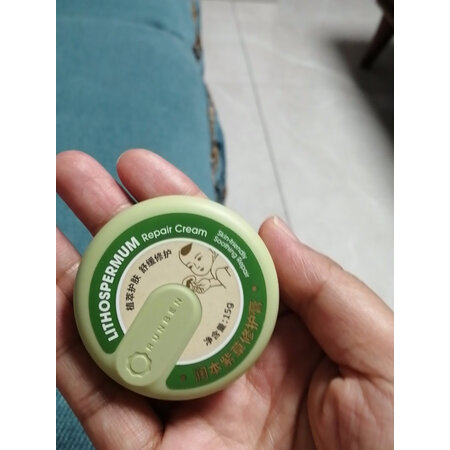 LITHOSPERMUM Repair Cream
Skin-friendly
Soothing Repair
植萃护肤 舒缓修护
RUNBEN
净含量:15g
润本紫草修护膏